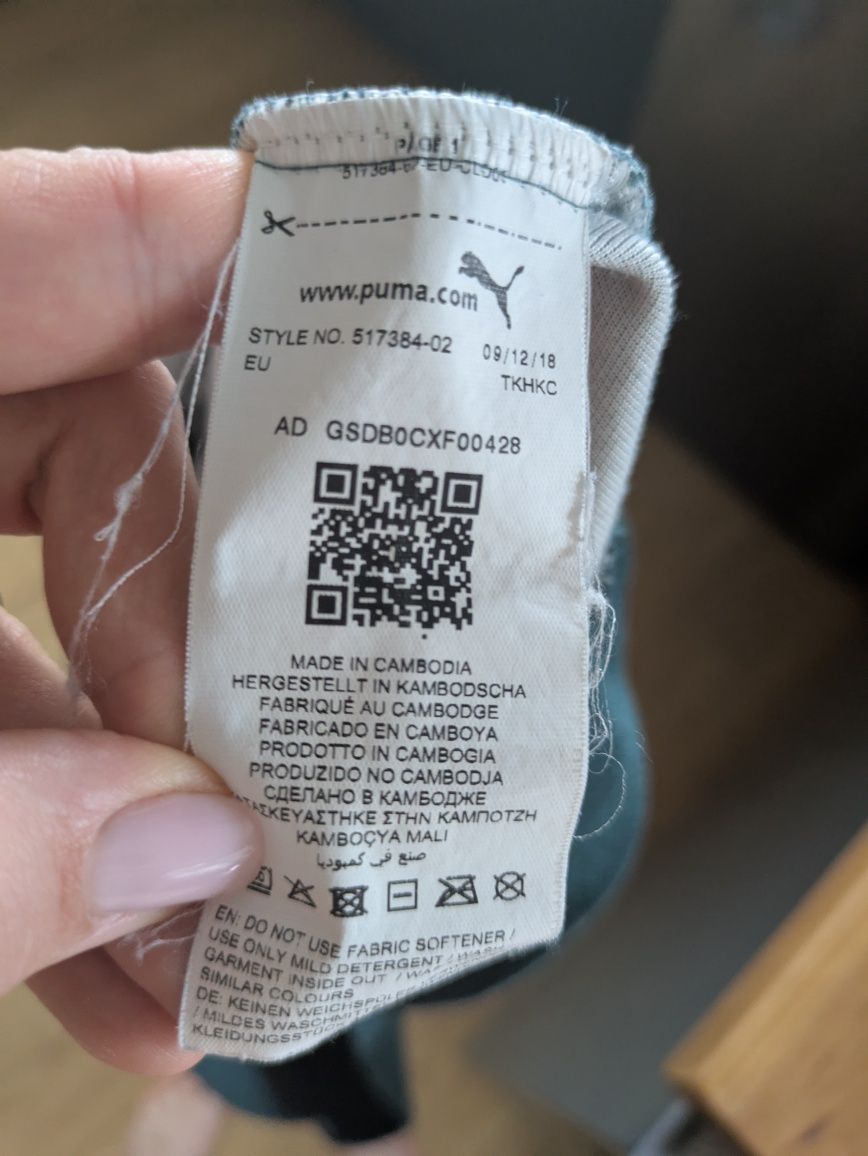 www.puma.com
STYLE NO. 517384-02 09/12/18
EU TKHKC
AD GSDB0CXF00428
MADE IN CAMBODIA
HERGESTELLT IN KAMBODSCHA
FABRIQUÉ AU CAMBODGE
FABRICADO EN CAMBOYA
PRODOTTO IN CAMBOGIA
PRODUZIDO NO CAMBODJA
СДЕЛАНО В КАМБОДЖЕ
ΣΤΗΝ ΚΑΜΠΟΤΖΗ
KAMBOÇYA MALI
صنع في كمبوديا
EN: DO NOT USE FABRIC SOFTENER /
USE ONLY MILD DETERGENT / WASH
GARMENT INSIDE OUT /
SIMILAR COLOURS
DE: KEINEN
/ MILDES